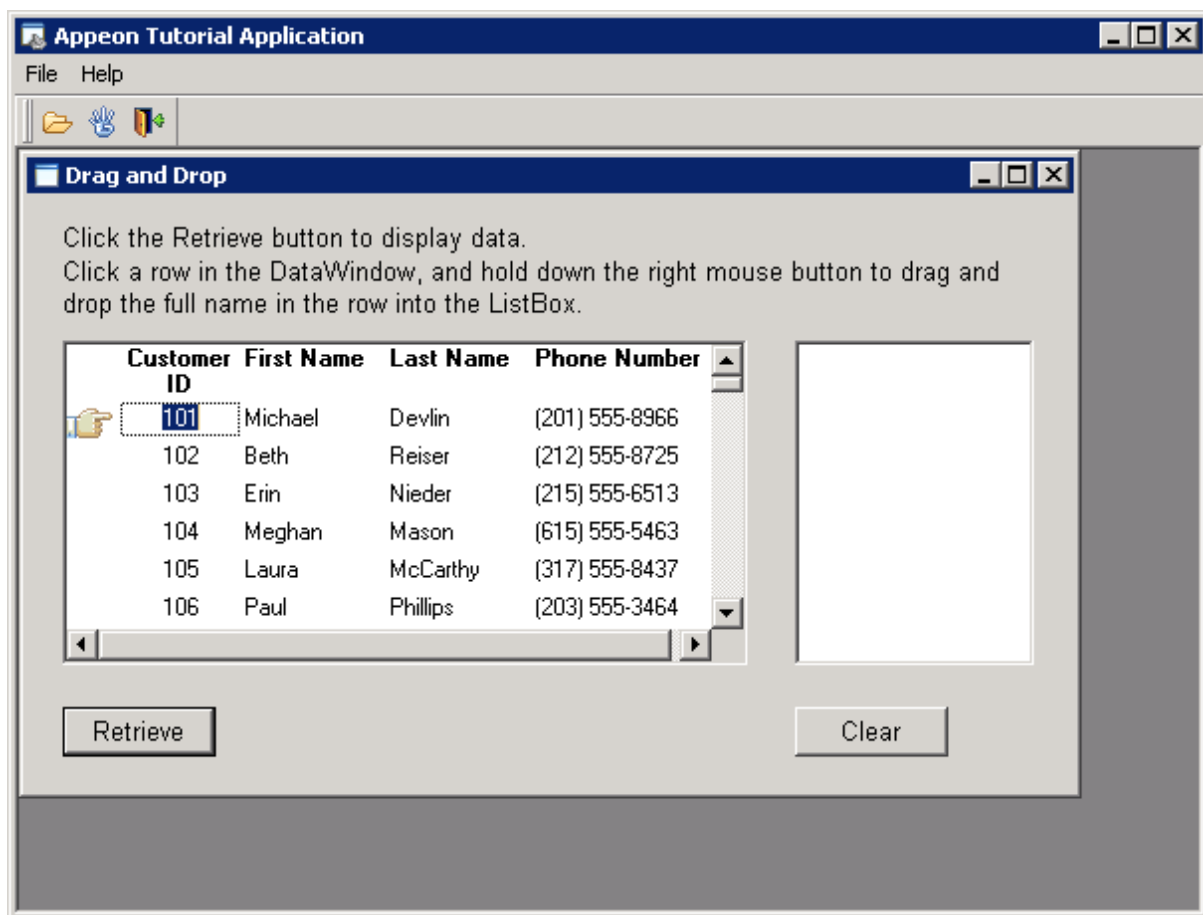 Appeon Tutorial Application
File Help
Drag and Drop
Click the Retrieve button to display data.
Click a row in the DataWindow, and hold down the right mouse button to drag and
drop the full name in the row into the ListBox.
Customer First Name Last Name Phone Number
ID
101 Michael Devlin (201) 555-8966
102 Beth Reiser (212) 555-8725
103 Erin Nieder (215) 555-6513
104 Meghan Mason (615) 555-5463
105 Laura McCarthy (317) 555-8437
106 Paul Phillips (203) 555-3464
Retrieve Clear